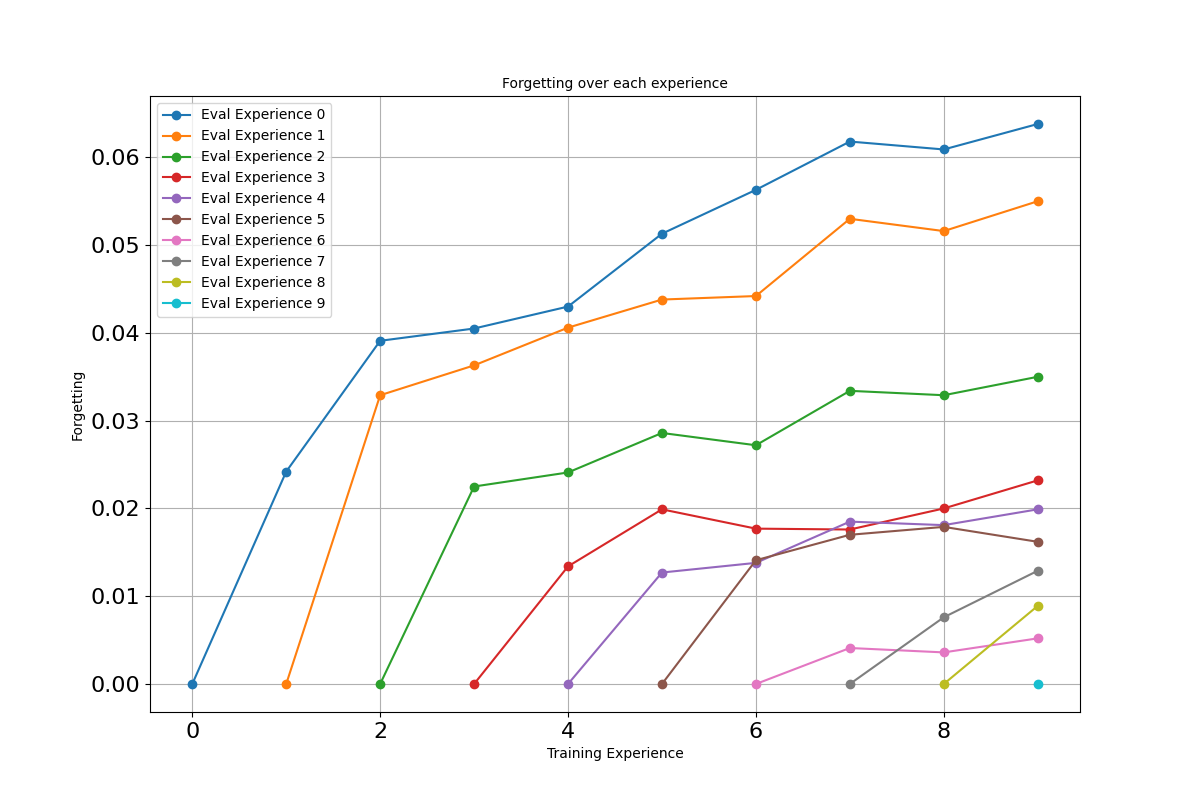 Forgetting over each experience
Eval Experience 0
Eval Experience 1
Eval Experience 2
Eval Experience 3
Eval Experience 4
Eval Experience 5
Eval Experience 6
Eval Experience 7
Eval Experience 8
Eval Experience 9
0.06
0.05
0.04
0.03
0.02
0.01
0.00
Forgetting
0 2 4 6 8
Training Experience